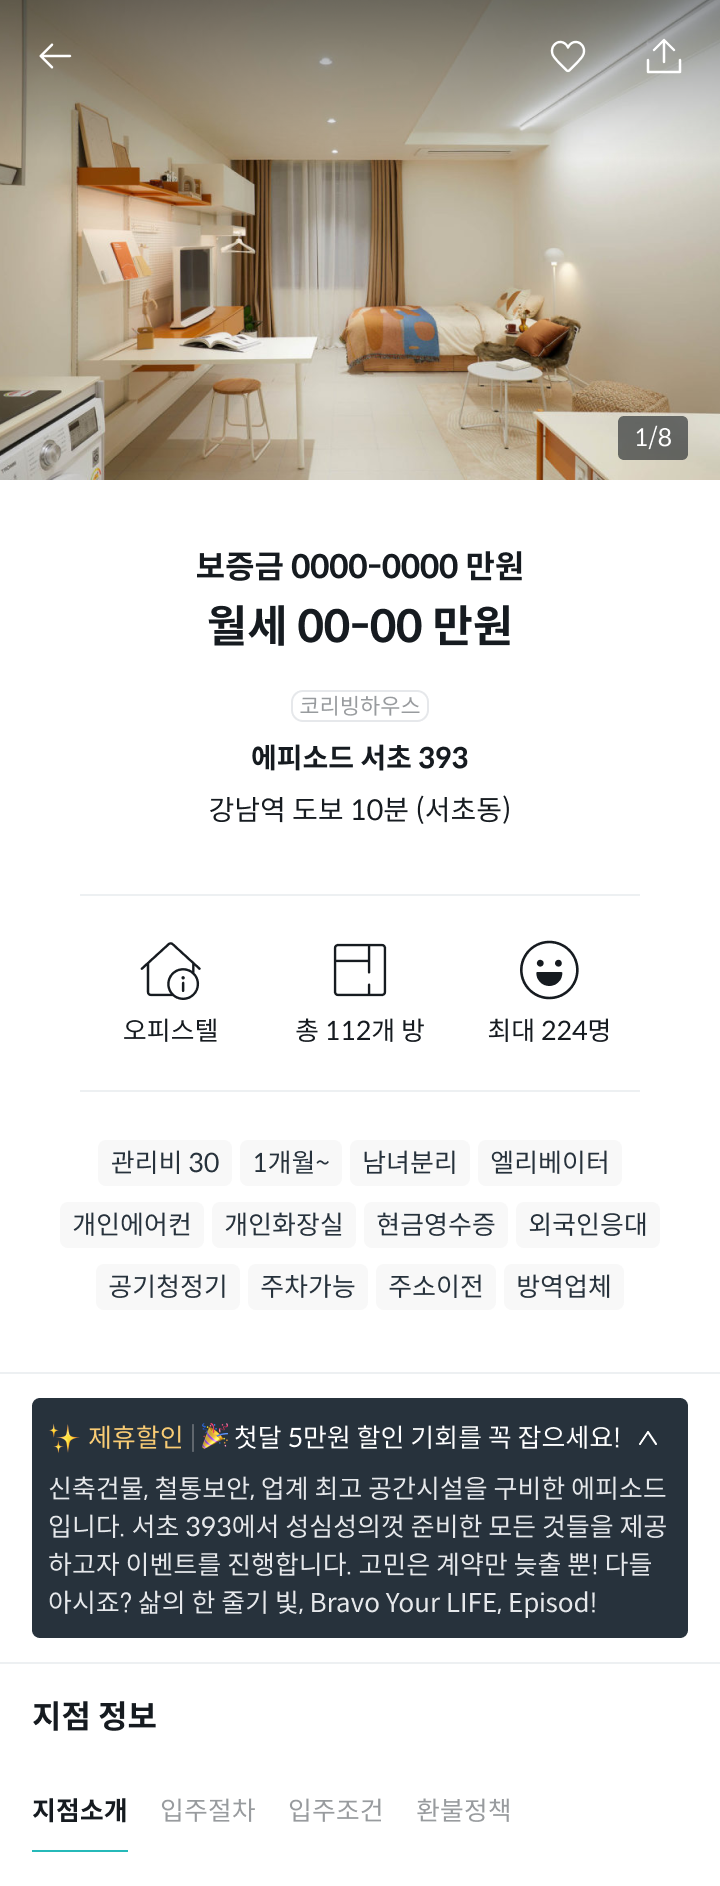 1/8
보증금 0000-0000 만원
월세 00-00 만원
코리빙하우스
에피소드 서초 393
강남역 도보 10분 (서초동)
오피스텔 총 112개 방 최대 224명
관리비 30 1개월~ 남녀분리 엘리베이터
개인에어컨 개인화장실 현금영수증 외국인응대
공기청정기 주차가능 주소이전 방역업체
✨ 제휴할인 | 🎉 첫달 5만원 할인 기회를 꼭 잡으세요!
신축건물, 철통보안, 업계 최고 공간시설을 구비한 에피소드
입니다. 서초 393에서 성심성의껏 준비한 모든 것들을 제공
하고자 이벤트를 진행합니다. 고민은 계약만 늦출 뿐! 다들
아시죠? 삶의 한 줄기 빛, Bravo Your LIFE, Episod!
지점 정보
지점소개 입주절차 입주조건 환불정책